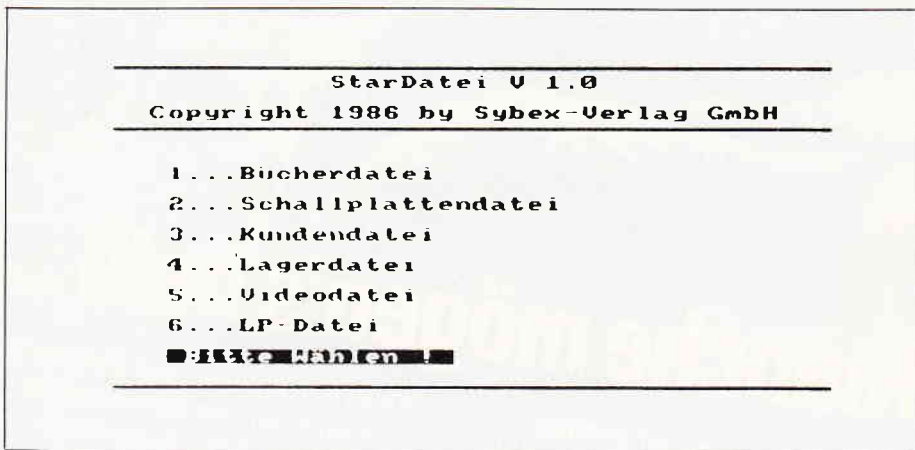 StarDatei V 1.0
Copyright 1986 by Sybex-Verlag GmbH
1...Bücherdatei
2...Schallplattendatei
3...Kundendatei
4...Lagerdatei
5...Videodatei
6...LP-Datei
Bitte Wählen !